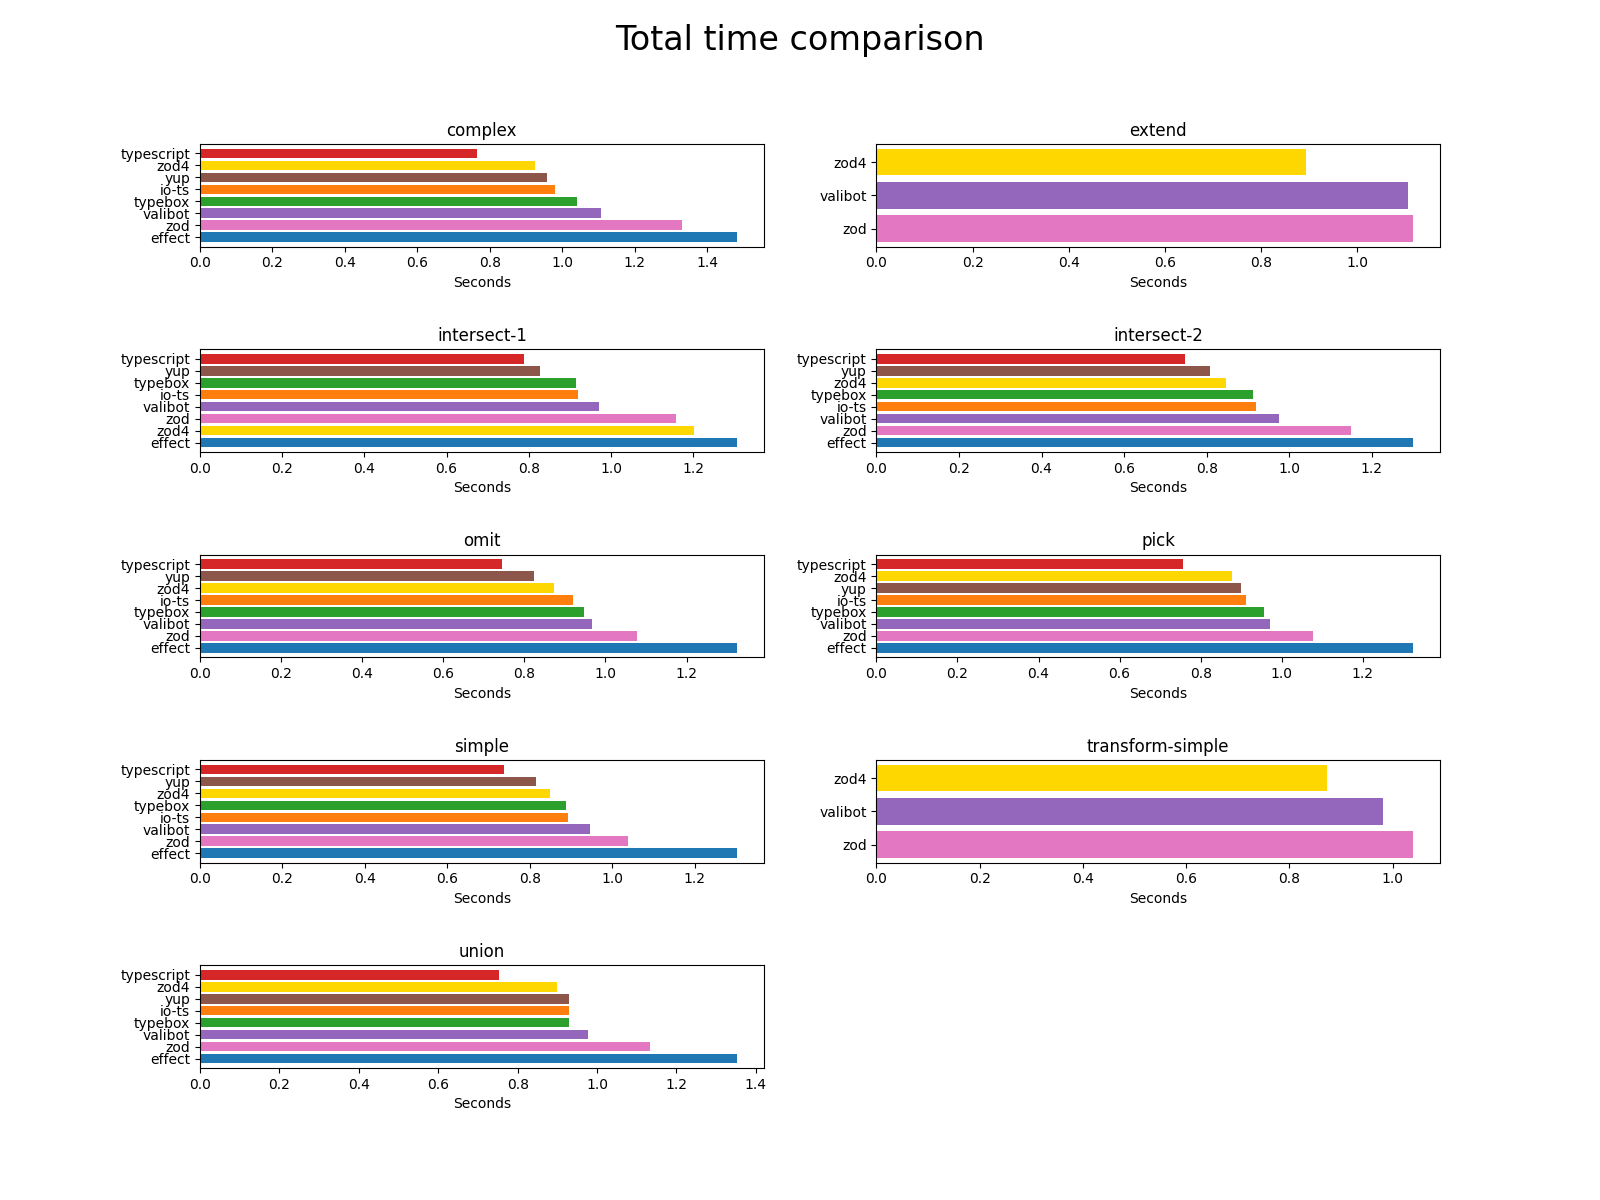 Total time comparison
complex
typescript
zod4
yup
io-ts
typebox
valibot
zod
effect
0.0 0.2 0.4 0.6 0.8 1.0 1.2 1.4
Seconds
extend
zod4
valibot
zod
0.0 0.2 0.4 0.6 0.8 1.0
Seconds
intersect-1
typescript
yup
typebox
io-ts
valibot
zod
zod4
effect
0.0 0.2 0.4 0.6 0.8 1.0 1.2
Seconds
intersect-2
typescript
yup
zod4
typebox
io-ts
valibot
zod
effect
0.0 0.2 0.4 0.6 0.8 1.0 1.2
Seconds
omit
typescript
yup
zod4
io-ts
typebox
valibot
zod
effect
0.0 0.2 0.4 0.6 0.8 1.0 1.2
Seconds
pick
typescript
zod4
yup
io-ts
typebox
valibot
zod
effect
0.0 0.2 0.4 0.6 0.8 1.0 1.2
Seconds
simple
typescript
yup
zod4
typebox
io-ts
valibot
zod
effect
0.0 0.2 0.4 0.6 0.8 1.0 1.2
Seconds
transform-simple
zod4
valibot
zod
0.0 0.2 0.4 0.6 0.8 1.0
Seconds
union
typescript
zod4
yup
io-ts
typebox
valibot
zod
effect
0.0 0.2 0.4 0.6 0.8 1.0 1.2 1.4
Seconds